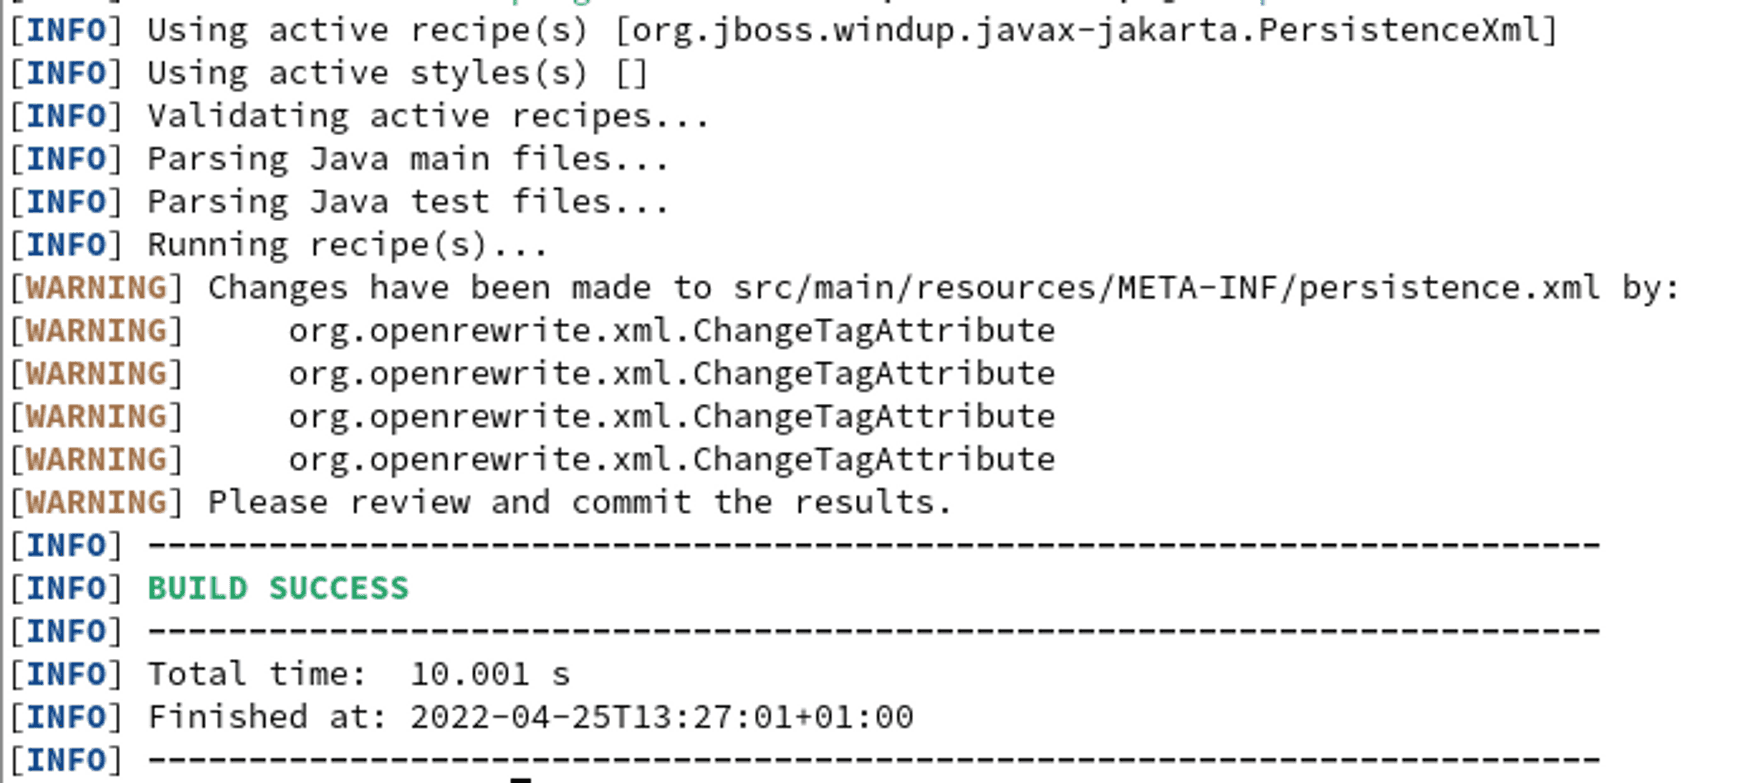 [INFO] Using active recipe(s) [org.jboss.windup.javax-jakarta.PersistenceXml]
[INFO] Using active styles(s) []
[INFO] Validating active recipes...
[INFO] Parsing Java main files...
[INFO] Parsing Java test files...
[INFO] Running recipe(s)...
[WARNING] Changes have been made to src/main/resources/META-INF/persistence.xml by:
[WARNING]     org.openrewrite.xml.ChangeTagAttribute
[WARNING]     org.openrewrite.xml.ChangeTagAttribute
[WARNING]     org.openrewrite.xml.ChangeTagAttribute
[WARNING]     org.openrewrite.xml.ChangeTagAttribute
[WARNING] Please review and commit the results.
[INFO] ------------------------------------------------------------------------
[INFO] BUILD SUCCESS
[INFO] ------------------------------------------------------------------------
[INFO] Total time:  10.001 s
[INFO] Finished at: 2022-04-25T13:27:01+01:00
[INFO] ------------------------------------------------------------------------